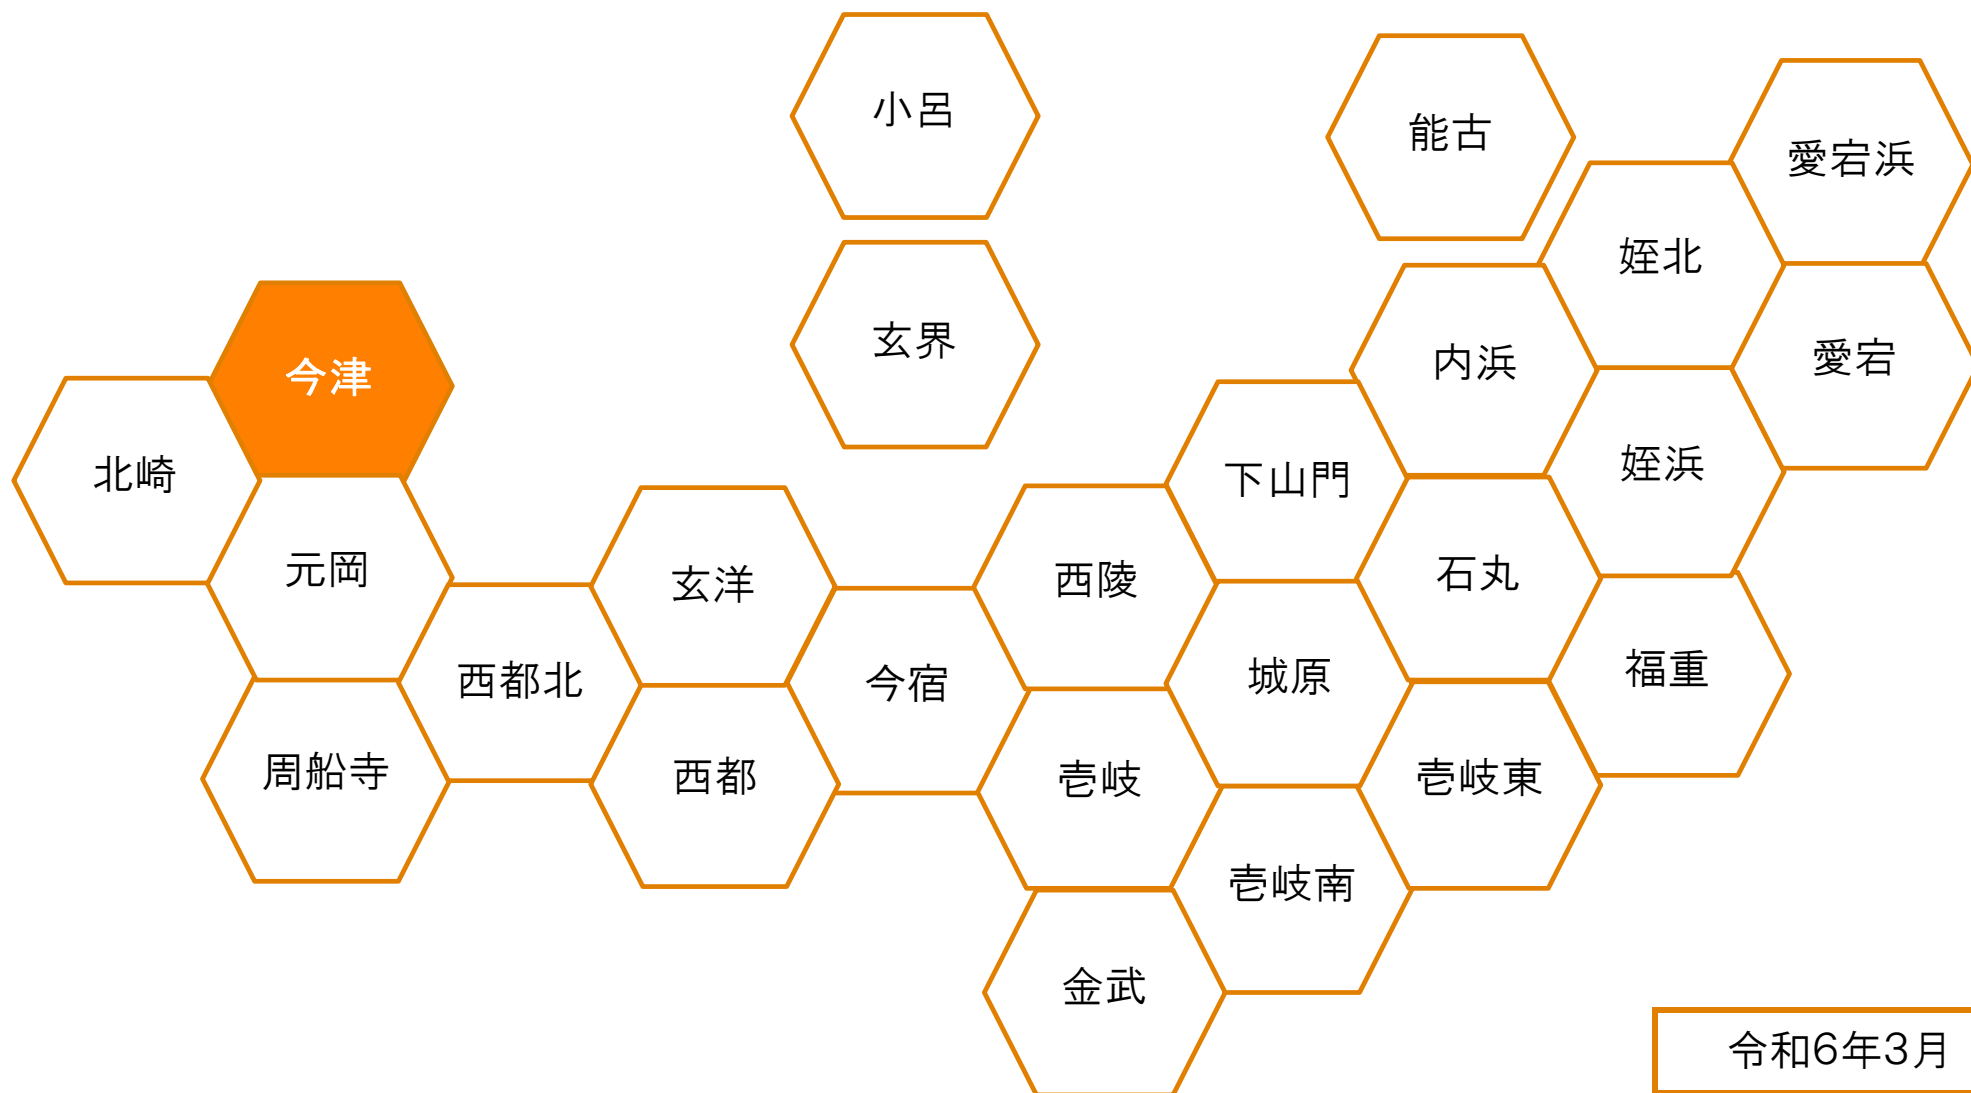 小呂
能古
愛宕浜
姪北
玄界
愛宕
内浜
今津
姪浜
北崎
下山門
元岡
石丸
西陵
玄洋
福重
城原
西都北
今宿
周船寺
西都
壱岐
壱岐東
壱岐南
金武
令和6年3月